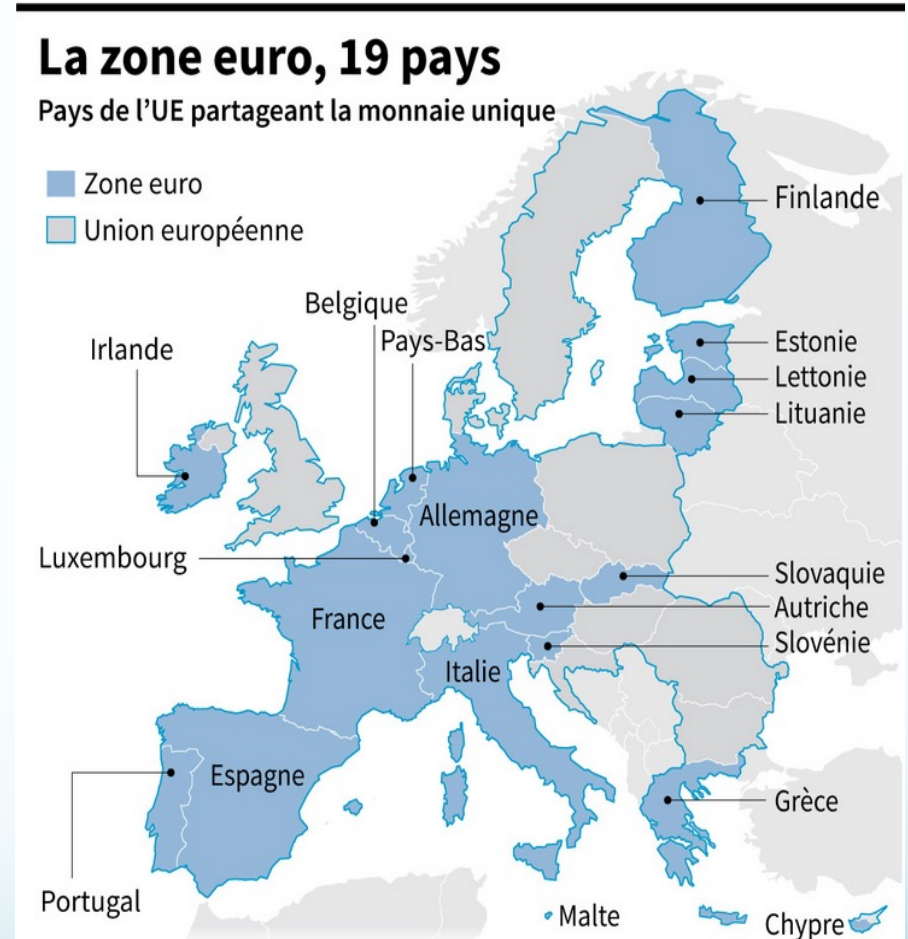 La zone euro, 19 pays
Pays de l’UE partageant la monnaie unique
Zone euro
Union européenne
Finlande
Belgique
Pays-Bas
Irlande
Estonie
Lettonie
Lituanie
Allemagne
Luxembourg
Slovaquie
Autriche
France
Slovénie
Italie
Espagne
Grèce
Portugal
Malte
Chypre